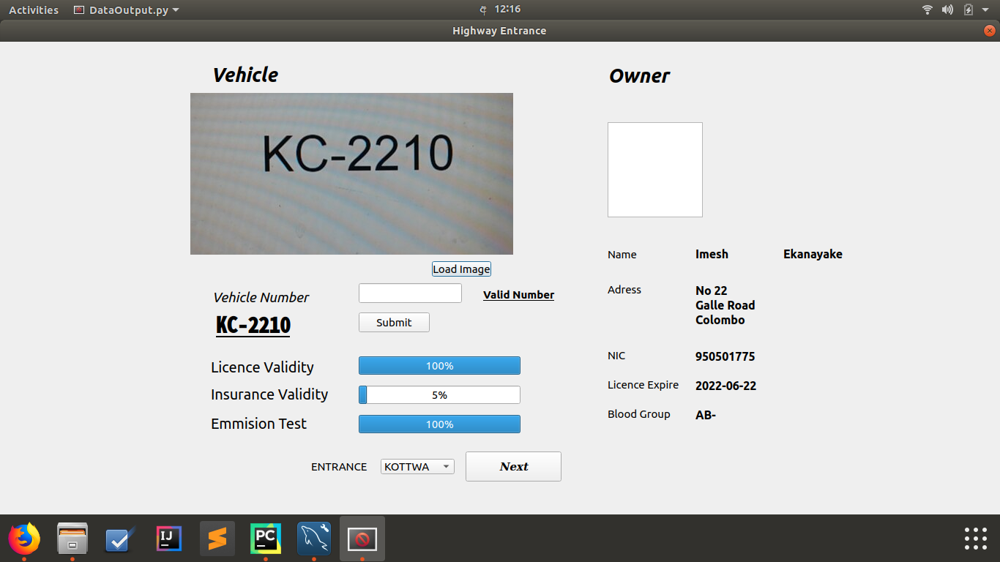 Activities DataOutput.py 12:16
Highway Entrance
Vehicle
KC-2210
Load Image
Vehicle Number
Valid Number
KC-2210
Submit
Licence Validity 100%
Insurance Validity 5%
Emmision Test 100%
ENTRANCE KOTTWA Next
Owner
Name Imesh Ekanayake
Adress No 22
Galle Road
Colombo
NIC 950501775
Licence Expire 2022-06-22
Blood Group AB-
IJ
PC